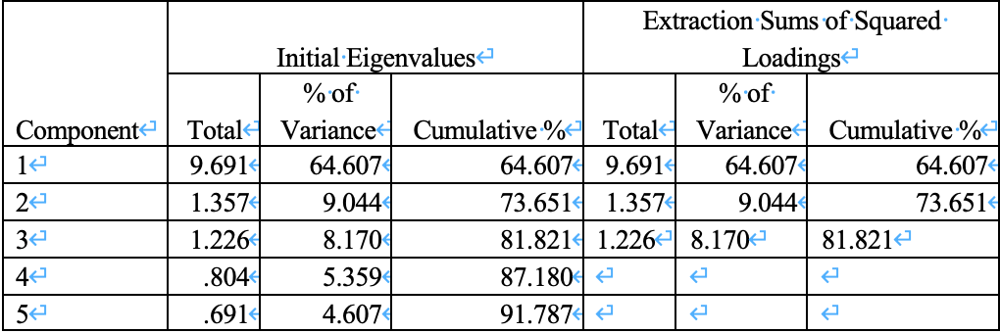 Extraction Sums of Squared
Initial Eigenvalues Loadings
% of % of
Component Total Variance Cumulative % Total Variance Cumulative %
1 9.691 64.607 64.607 9.691 64.607 64.607
2 1.357 9.044 73.651 1.357 9.044 73.651
3 1.226 8.170 81.821 1.226 8.170 81.821
4 .804 5.359 87.180
5 .691 4.607 91.787